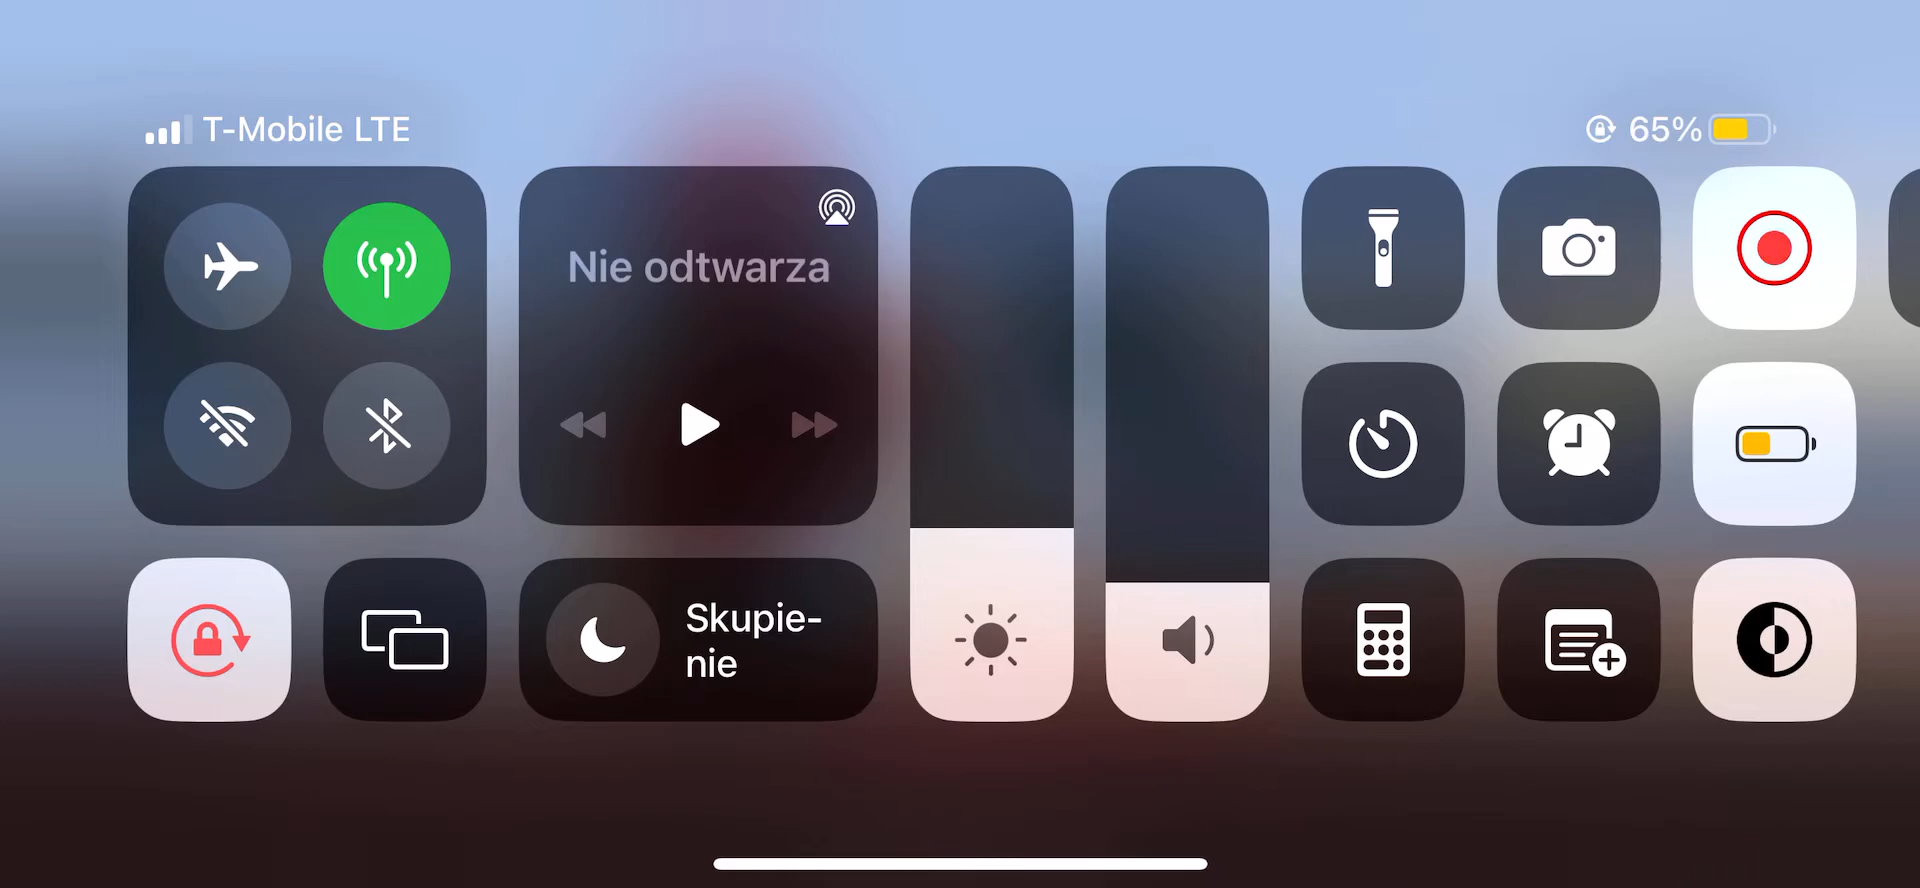 T-Mobile LTE
65%
Nie odtwarza
Skupie-
nie